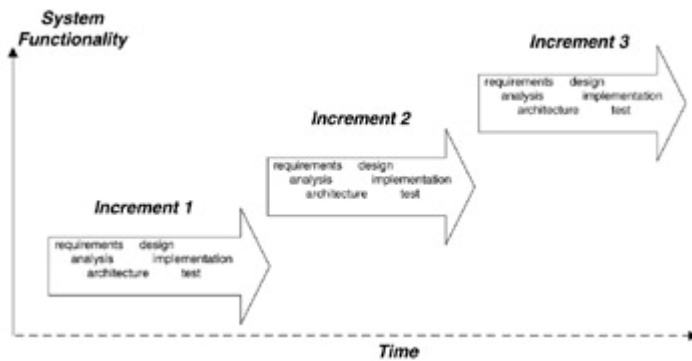 System
Functionality
Increment 3
requirements design
analysis implementation
architecture test
Increment 2
requirements design
analysis implementation
architecture test
Increment 1
requirements design
analysis implementation
architecture test
Time